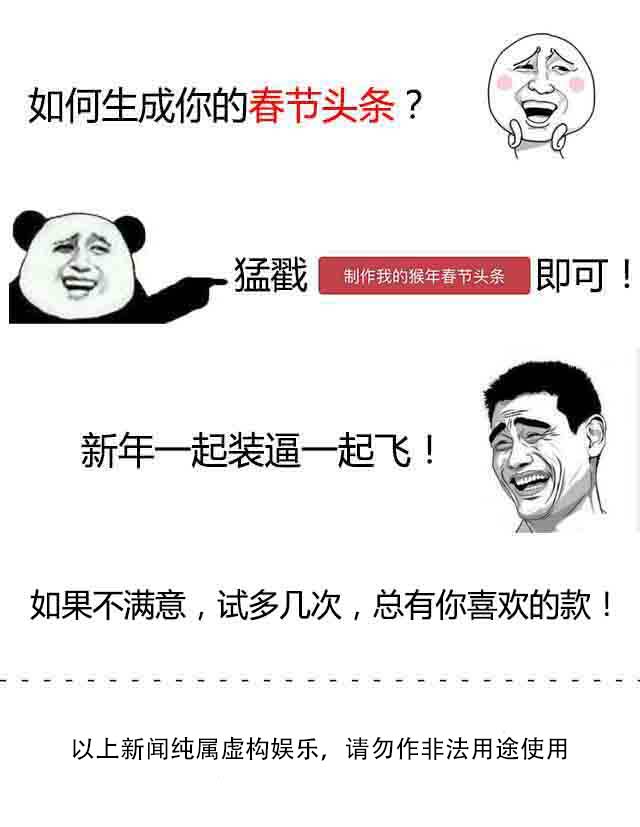 如何生成你的春节头条？
猛戳 制作我的猴年春节头条 即可！
新年一起装逼一起飞！
如果不满意，试多几次，总有你喜欢的款！
以上新闻纯属虚构娱乐，请勿作非法用途使用